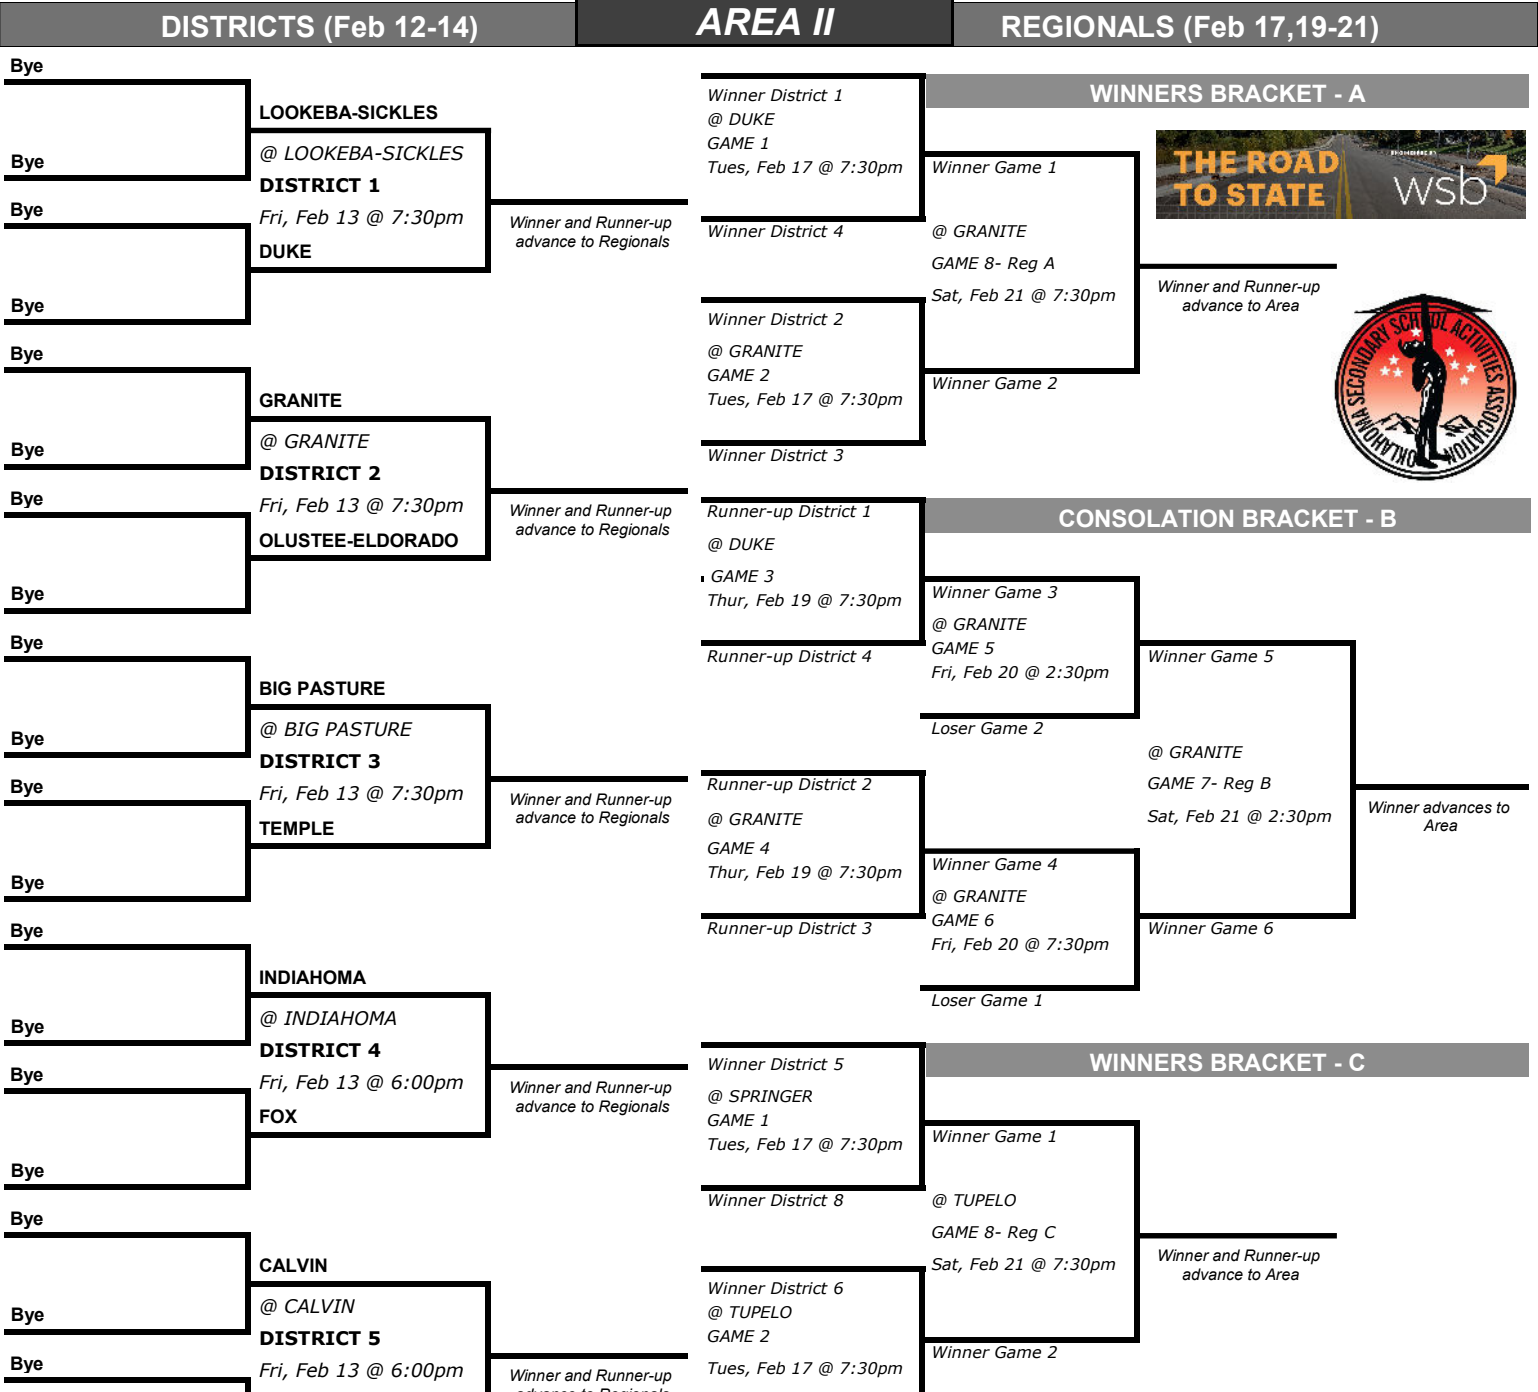 DISTRICTS (Feb 12-14)
AREA II
REGIONALS (Feb 17,19-21)
Bye
LOOKEBA-SICKLES
@ LOOKEBA-SICKLES
Bye
DISTRICT 1
Bye
Fri, Feb 13 @ 7:30pm
DUKE
Bye
Winner and Runner-up
advance to Regionals
Bye
GRANITE
@ GRANITE
Bye
DISTRICT 2
Bye
Fri, Feb 13 @ 7:30pm
OLUSTEE-ELDORADO
Bye
Winner and Runner-up
advance to Regionals
Bye
BIG PASTURE
@ BIG PASTURE
Bye
DISTRICT 3
Bye
Fri, Feb 13 @ 7:30pm
TEMPLE
Bye
Winner and Runner-up
advance to Regionals
Bye
INDIAHOMA
@ INDIAHOMA
Bye
DISTRICT 4
Bye
Fri, Feb 13 @ 6:00pm
FOX
Bye
Winner and Runner-up
advance to Regionals
Bye
CALVIN
@ CALVIN
Bye
DISTRICT 5
Bye
Fri, Feb 13 @ 6:00pm
Winner and Runner-up
advance to Regionals
WINNERS BRACKET - A
Winner District 1
@ DUKE
GAME 1
Tues, Feb 17 @ 7:30pm
Winner District 4
Winner District 2
@ GRANITE
GAME 2
Tues, Feb 17 @ 7:30pm
Winner District 3
Winner Game 1
@ GRANITE
GAME 8- Reg A
Sat, Feb 21 @ 7:30pm
Winner Game 2
Winner and Runner-up
advance to Area
THE ROAD
TO STATE
wsb
OKLAHOMA SECONDARY SCHOOL ACTIVITIES ASSOCIATION
CONSOLATION BRACKET - B
Runner-up District 1
@ DUKE
GAME 3
Thur, Feb 19 @ 7:30pm
Runner-up District 4
Runner-up District 2
@ GRANITE
GAME 4
Thur, Feb 19 @ 7:30pm
Runner-up District 3
Winner Game 3
@ GRANITE
GAME 5
Fri, Feb 20 @ 2:30pm
Loser Game 2
Winner Game 4
@ GRANITE
GAME 6
Fri, Feb 20 @ 7:30pm
Loser Game 1
Winner Game 5
@ GRANITE
GAME 7- Reg B
Sat, Feb 21 @ 2:30pm
Winner Game 6
Winner advances to
Area
WINNERS BRACKET - C
Winner District 5
@ SPRINGER
GAME 1
Tues, Feb 17 @ 7:30pm
Winner District 8
Winner District 6
@ TUPELO
GAME 2
Tues, Feb 17 @ 7:30pm
Winner Game 1
@ TUPELO
GAME 8- Reg C
Sat, Feb 21 @ 7:30pm
Winner Game 2
Winner and Runner-up
advance to Area